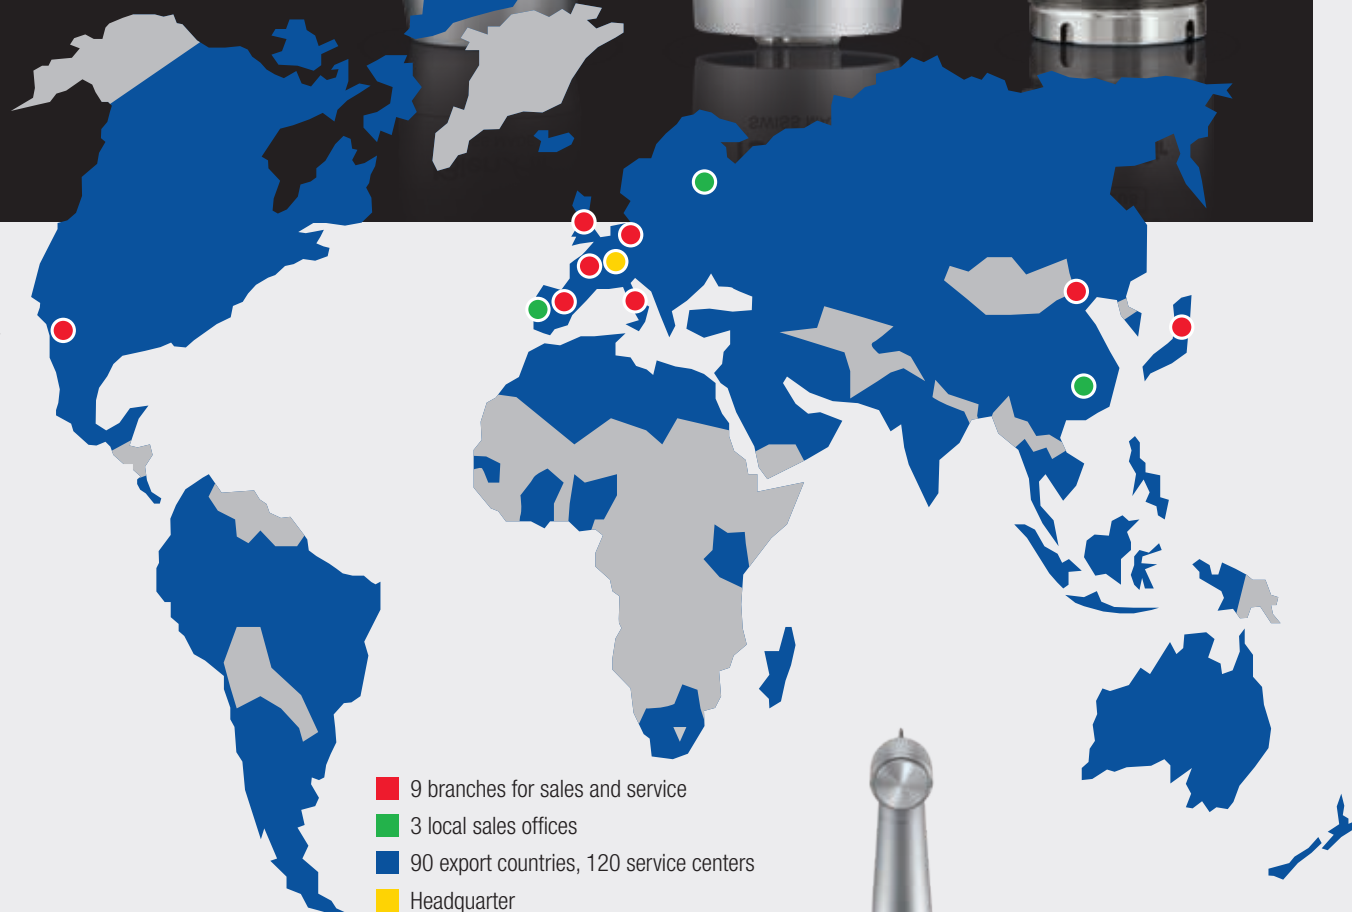 9 branches for sales and service
3 local sales offices
90 export countries, 120 service centers
Headquarter